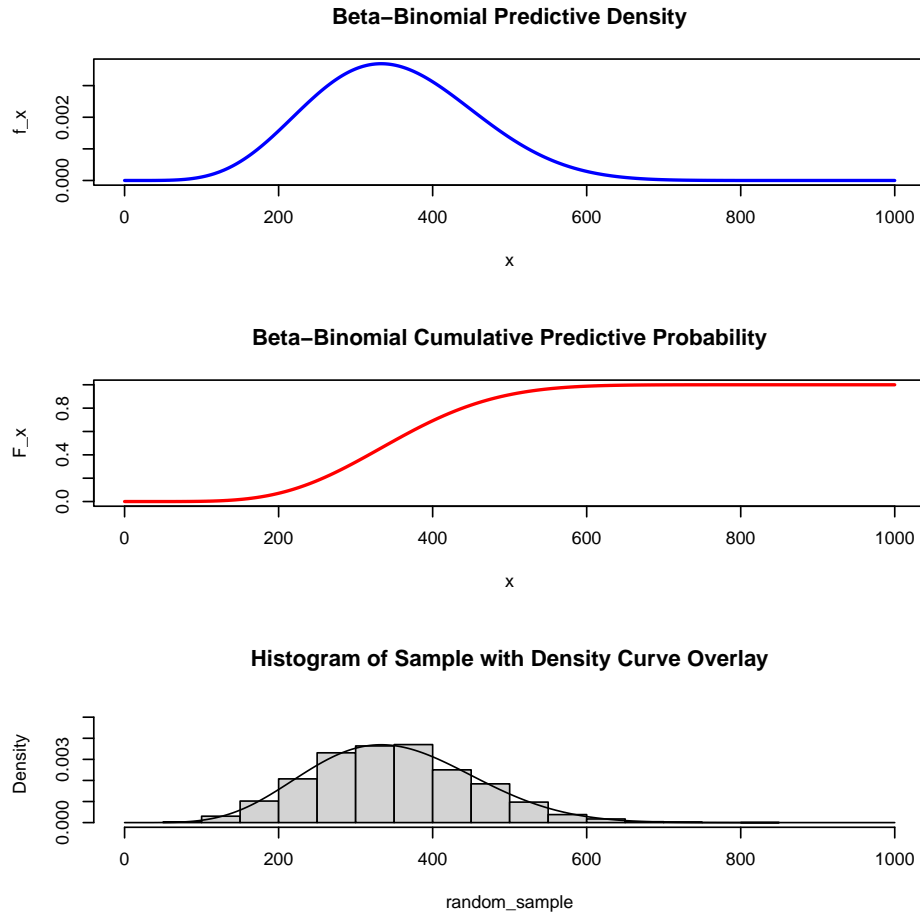 Beta−Binomial Predictive Density
f_x
0.000
0.002
0
200
400
600
800
1000
x
Beta−Binomial Cumulative Predictive Probability
F_x
0.0
0.4
0.8
0
200
400
600
800
1000
x
Histogram of Sample with Density Curve Overlay
Density
0.000
0.003
0
200
400
600
800
1000
random_sample